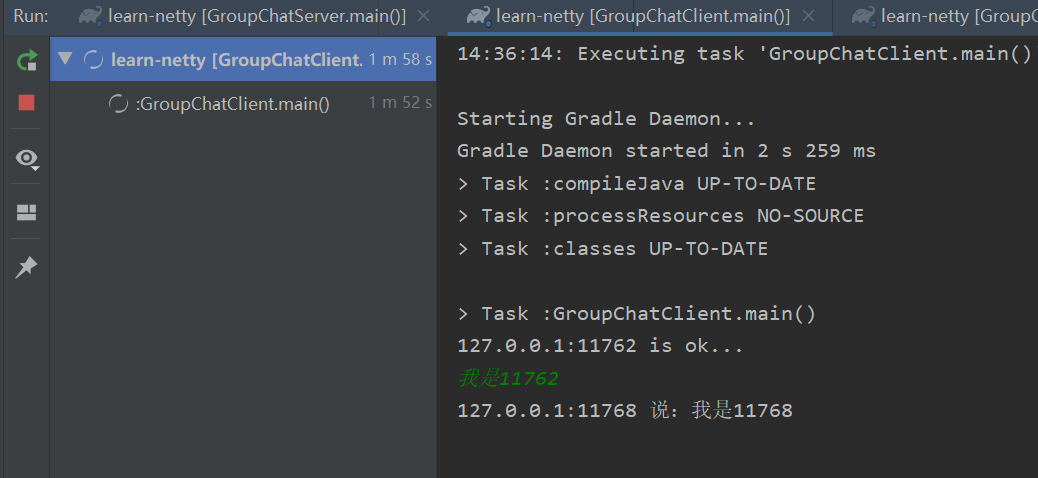 Run: learn-netty [GroupChatServer.main()] × learn-netty [GroupChatClient.main()] × learn-netty [GroupC
learn-netty [GroupChatClient. 1 m 58 s
:GroupChatClient.main() 1 m 52 s
14:36:14: Executing task 'GroupChatClient.main()'
Starting Gradle Daemon...
Gradle Daemon started in 2 s 259 ms
> Task :compileJava UP-TO-DATE
> Task :processResources NO-SOURCE
> Task :classes UP-TO-DATE
> Task :GroupChatClient.main()
127.0.0.1:11762 is ok...
我是11762
127.0.0.1:11768 说：我是11768